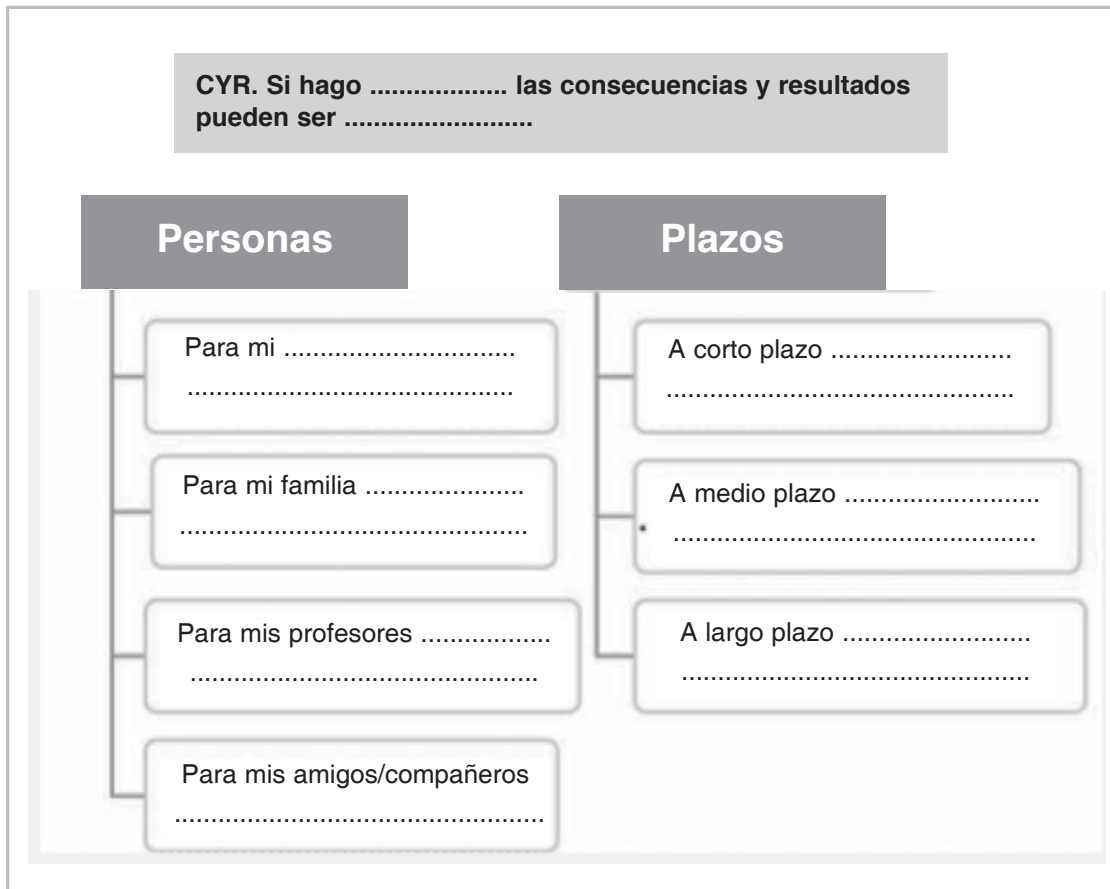 CYR. Si hago ................... las consecuencias y resultados
pueden ser ..........................
Personas
Para mi ................................
.............................................
Para mi familia ......................
................................................
Para mis profesores ..................
................................................
Para mis amigos/compañeros
...................................................
Plazos
A corto plazo .........................
................................................
A medio plazo ...........................
..................................................
A largo plazo ..........................
................................................